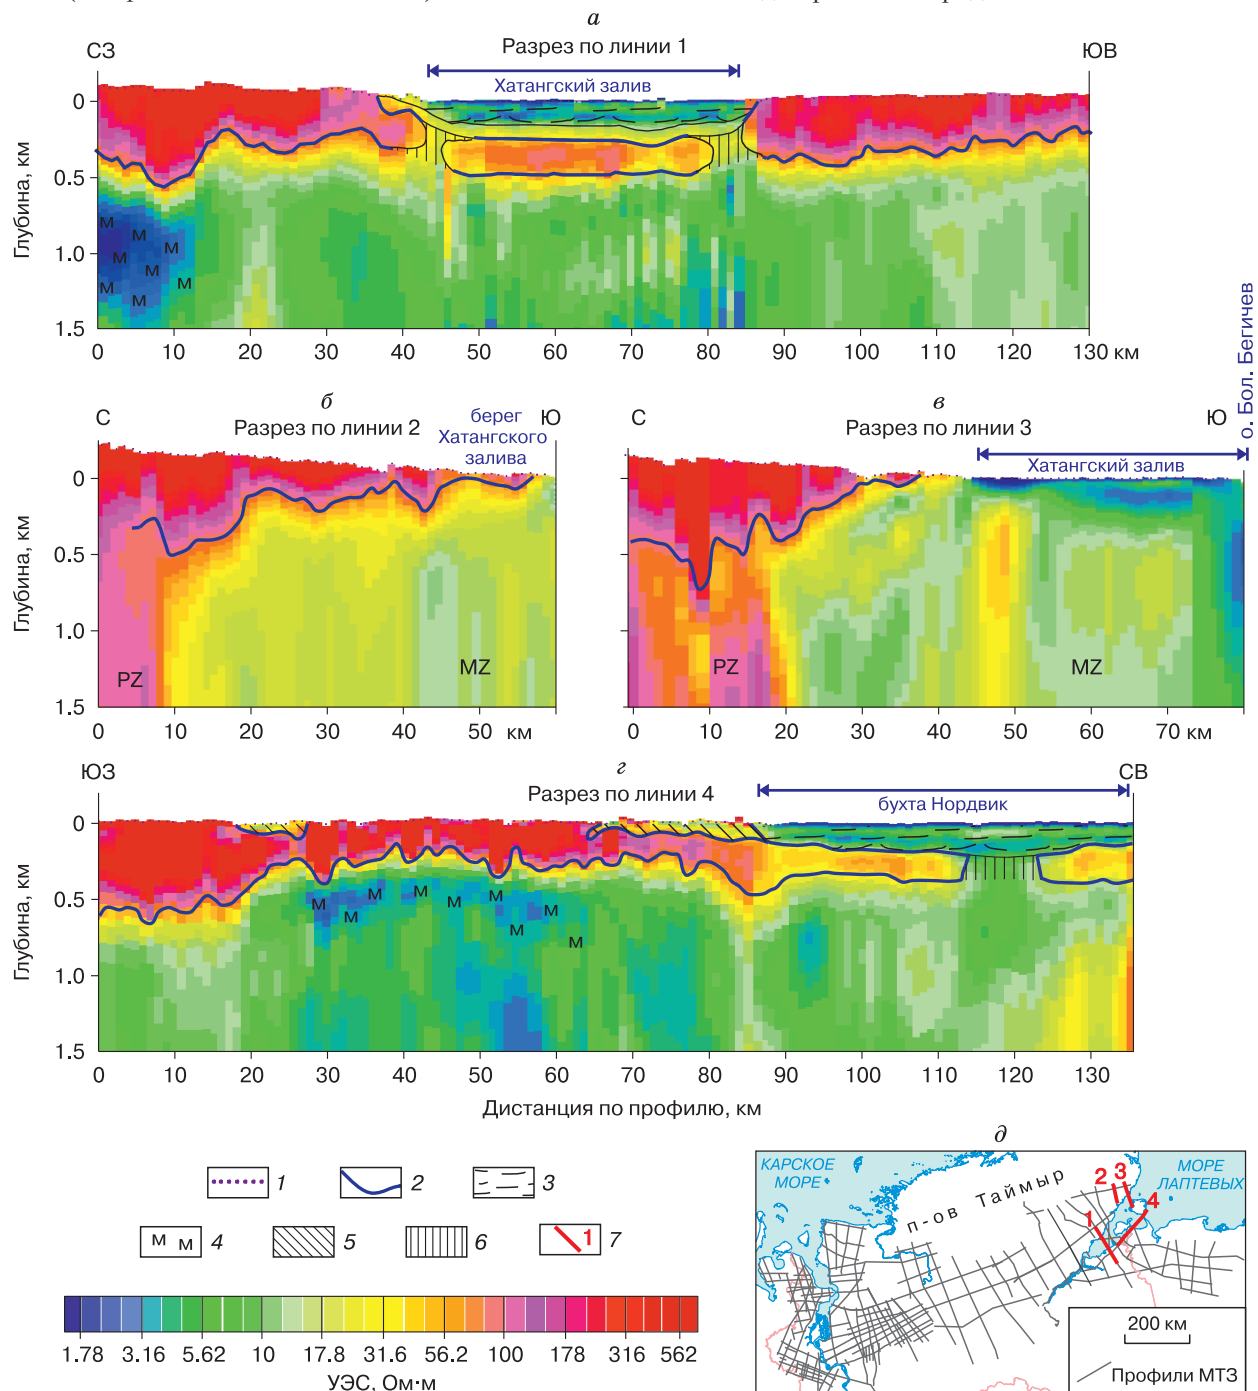 а
Разрез по линии 1
СЗ
ЮВ
Хатангский залив
Глубина, км
0
0.5
1.0
1.5
М М М М М М М М
0 10 20 30 40 50 60 70 80 90 100 110 120 130 км
о. Бол. Бегичев
б
Разрез по линии 2
С
Ю
берег
Хатангского
залива
Глубина, км
0
0.5
1.0
1.5
PZ
MZ
0 10 20 30 40 50 км
в
Разрез по линии 3
С
Ю
Хатангский залив
PZ
MZ
0 10 20 30 40 50 60 70 км
г
Разрез по линии 4
ЮЗ
СВ
бухта Нордвик
Глубина, км
0
0.5
1.0
1.5
М М М М М М М М М
0 10 20 30 40 50 60 70 80 90 100 110 120 130
Дистанция по профилю, км
1 2 3
М М 4 5 6 1 7
1.78 3.16 5.62 10 17.8 31.6 56.2 100 178 316 562
УЭС, Ом·м
д
КАРСКОЕ
МОРЕ
п-ов Таймыр
МОРЕ
ЛАПТЕВЫХ
1 2 3 4
200 км
Профили МТЗ